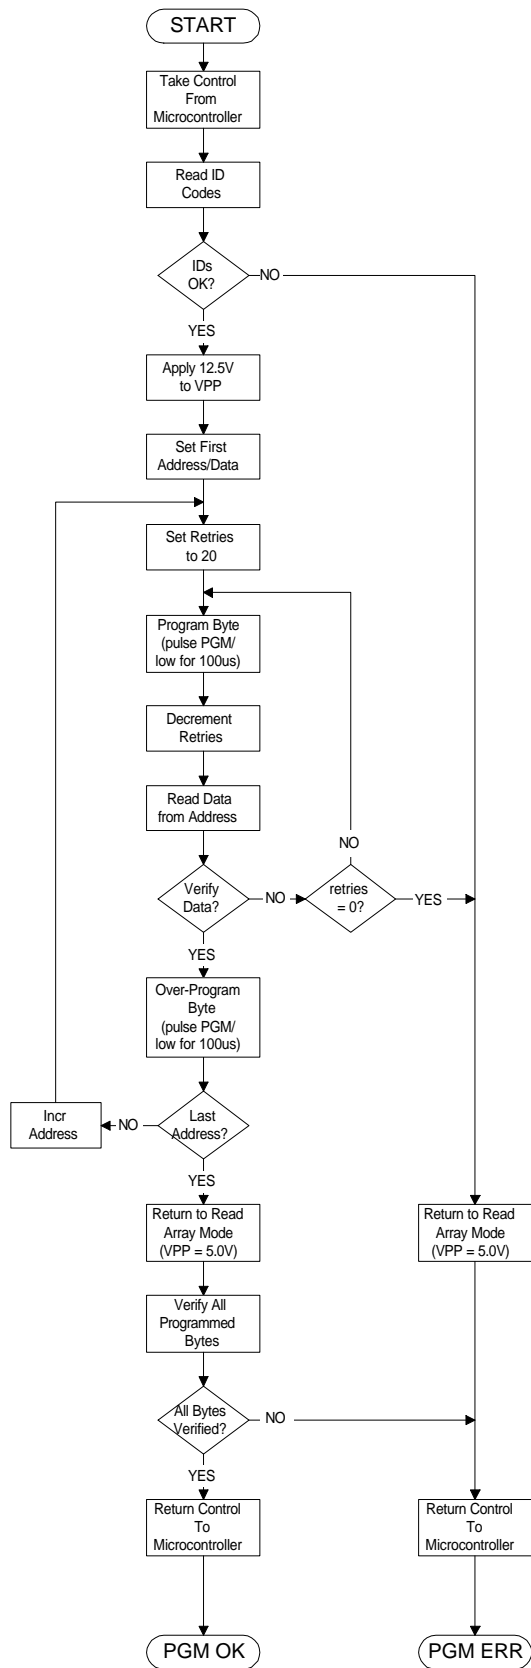 START
Take Control
From
Microcontroller
Read ID
Codes
IDs
OK?
NO
YES
Apply 12.5V
to VPP
Set First
Address/Data
Set Retries
to 20
Program Byte
(pulse PGM/
low for 100us)
Decrement
Retries
Read Data
from Address
NO
Verify
Data?
NO
retries
= 0?
YES
YES
Over-Program
Byte
(pulse PGM/
low for 100us)
Incr
Address
NO
Last
Address?
YES
Return to Read
Array Mode
(VPP = 5.0V)
Return to Read
Array Mode
(VPP = 5.0V)
Verify All
Programmed
Bytes
All Bytes
Verified?
NO
YES
Return Control
To
Microcontroller
Return Control
To
Microcontroller
PGM OK
PGM ERR